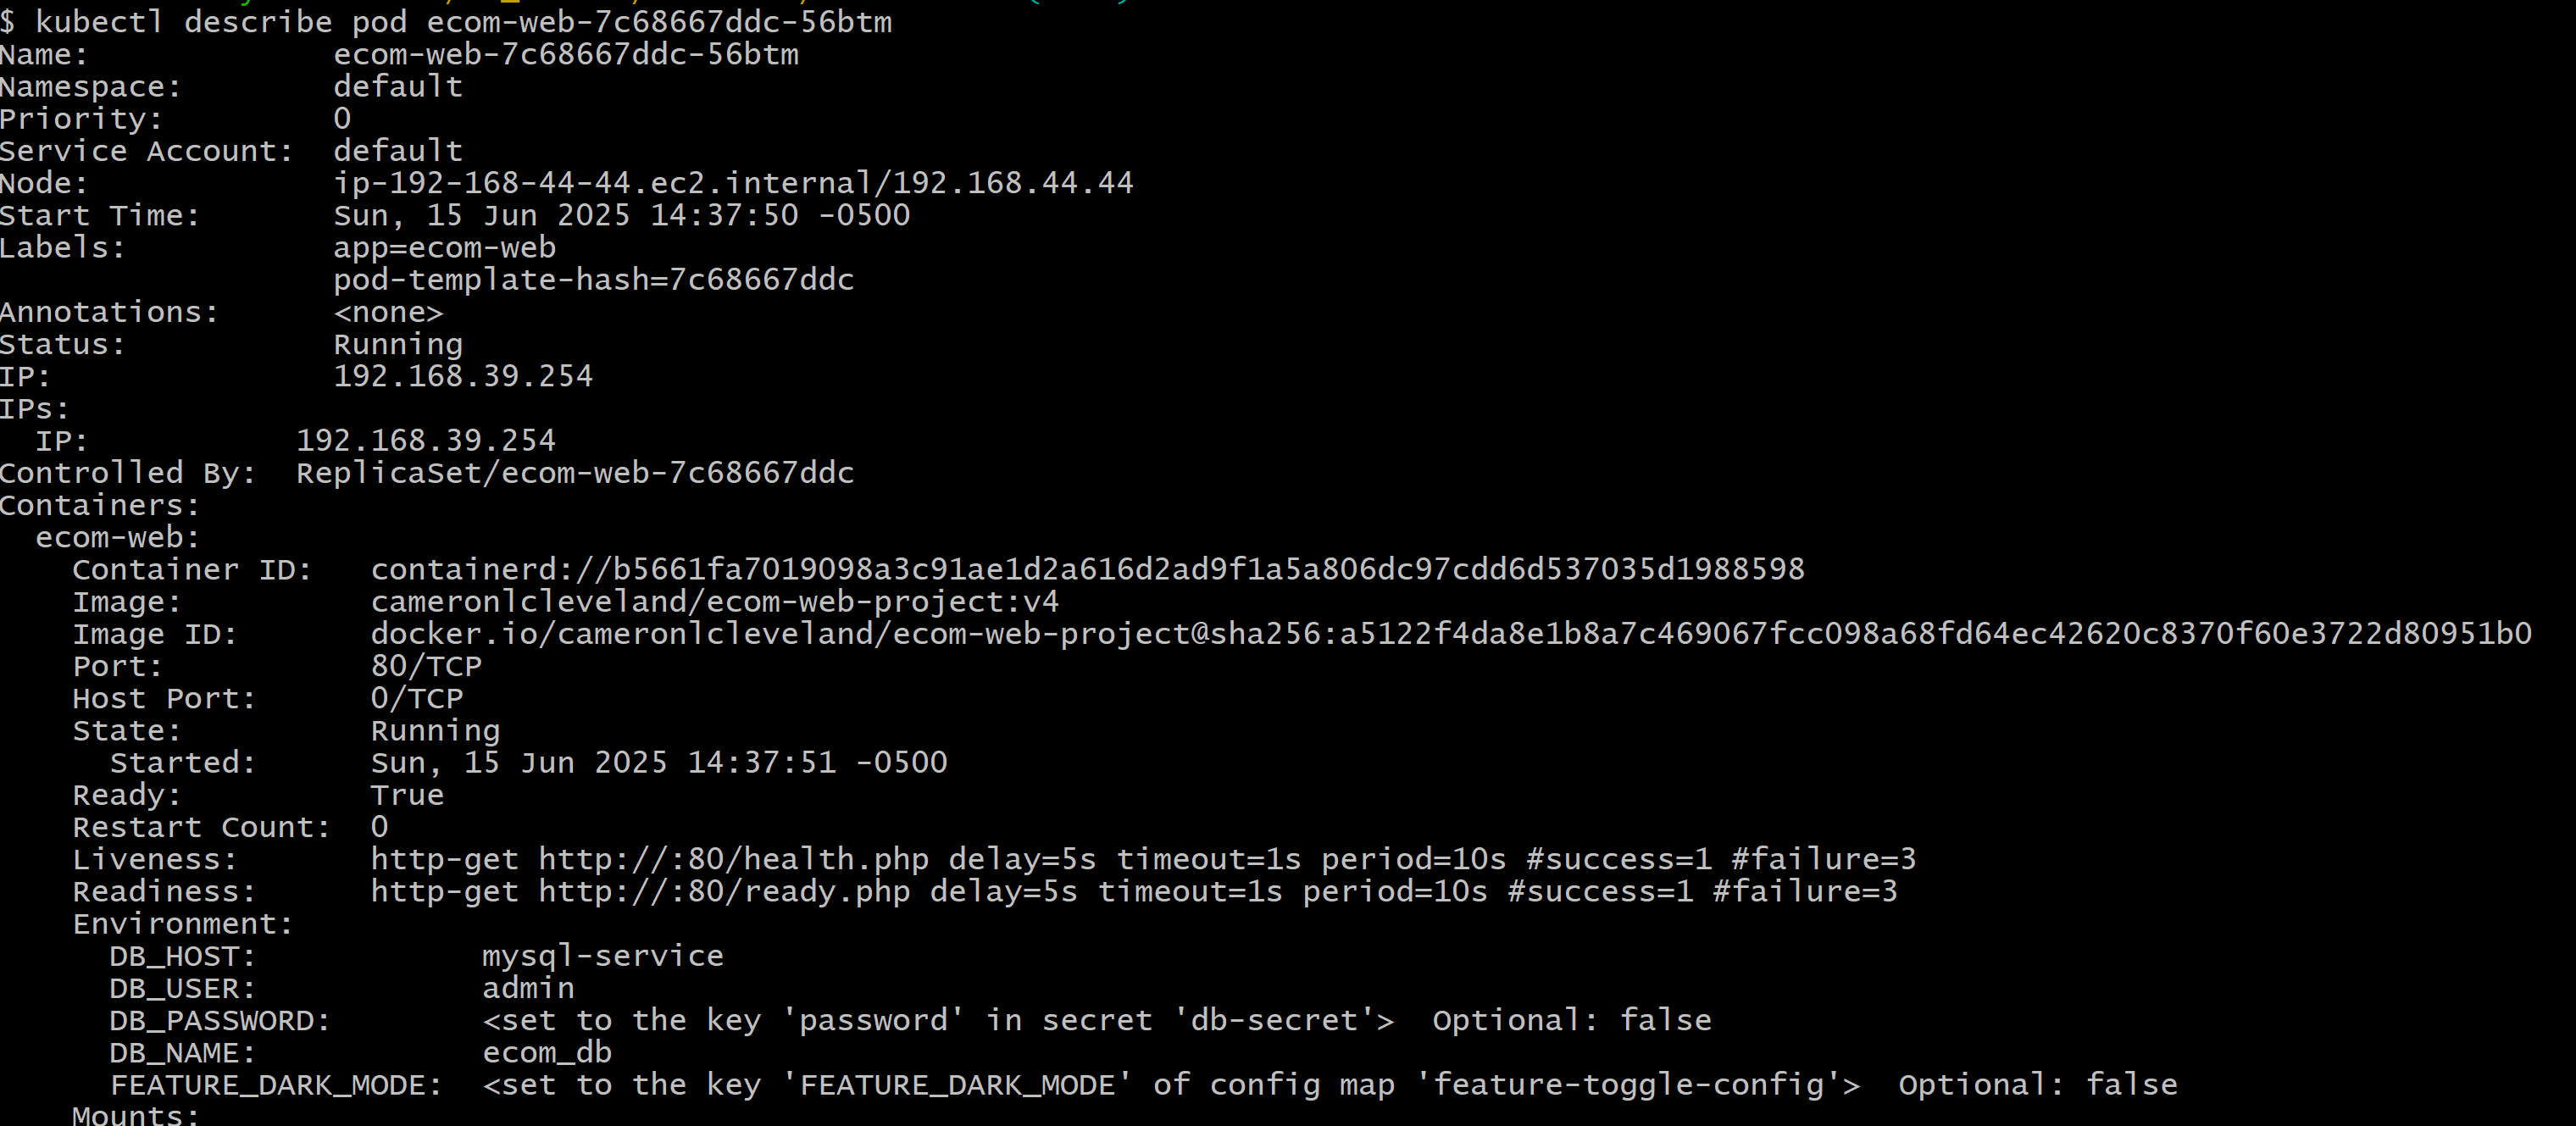 $ kubectl describe pod ecom-web-7c68667ddc-56btm
Name:             ecom-web-7c68667ddc-56btm
Namespace:        default
Priority:         0
Service Account:  default
Node:             ip-192-168-44-44.ec2.internal/192.168.44.44
Start Time:       Sun, 15 Jun 2025 14:37:50 -0500
Labels:           app=ecom-web
                  pod-template-hash=7c68667ddc
Annotations:      <none>
Status:           Running
IP:               192.168.39.254
IPs:
  IP:           192.168.39.254
Controlled By:  ReplicaSet/ecom-web-7c68667ddc
Containers:
  ecom-web:
    Container ID:   containerd://b5661fa7019098a3c91ae1d2a616d2ad9f1a5a806dc97cdd6d537035d1988598
    Image:          cameronlcleveland/ecom-web-project:v4
    Image ID:       docker.io/cameronlcleveland/ecom-web-project@sha256:a5122f4da8e1b8a7c469067fcc098a68fd64ec42620c8370f60e3722d80951b0
    Port:           80/TCP
    Host Port:      0/TCP
    State:          Running
      Started:      Sun, 15 Jun 2025 14:37:51 -0500
    Ready:          True
    Restart Count:  0
    Liveness:       http-get http://:80/health.php delay=5s timeout=1s period=10s #success=1 #failure=3
    Readiness:      http-get http://:80/ready.php delay=5s timeout=1s period=10s #success=1 #failure=3
    Environment:
      DB_HOST:            mysql-service
      DB_USER:            admin
      DB_PASSWORD:        <set to the key 'password' in secret 'db-secret'>  Optional: false
      DB_NAME:            ecom_db
      FEATURE_DARK_MODE:  <set to the key 'FEATURE_DARK_MODE' of config map 'feature-toggle-config'>  Optional: false
    Mounts: